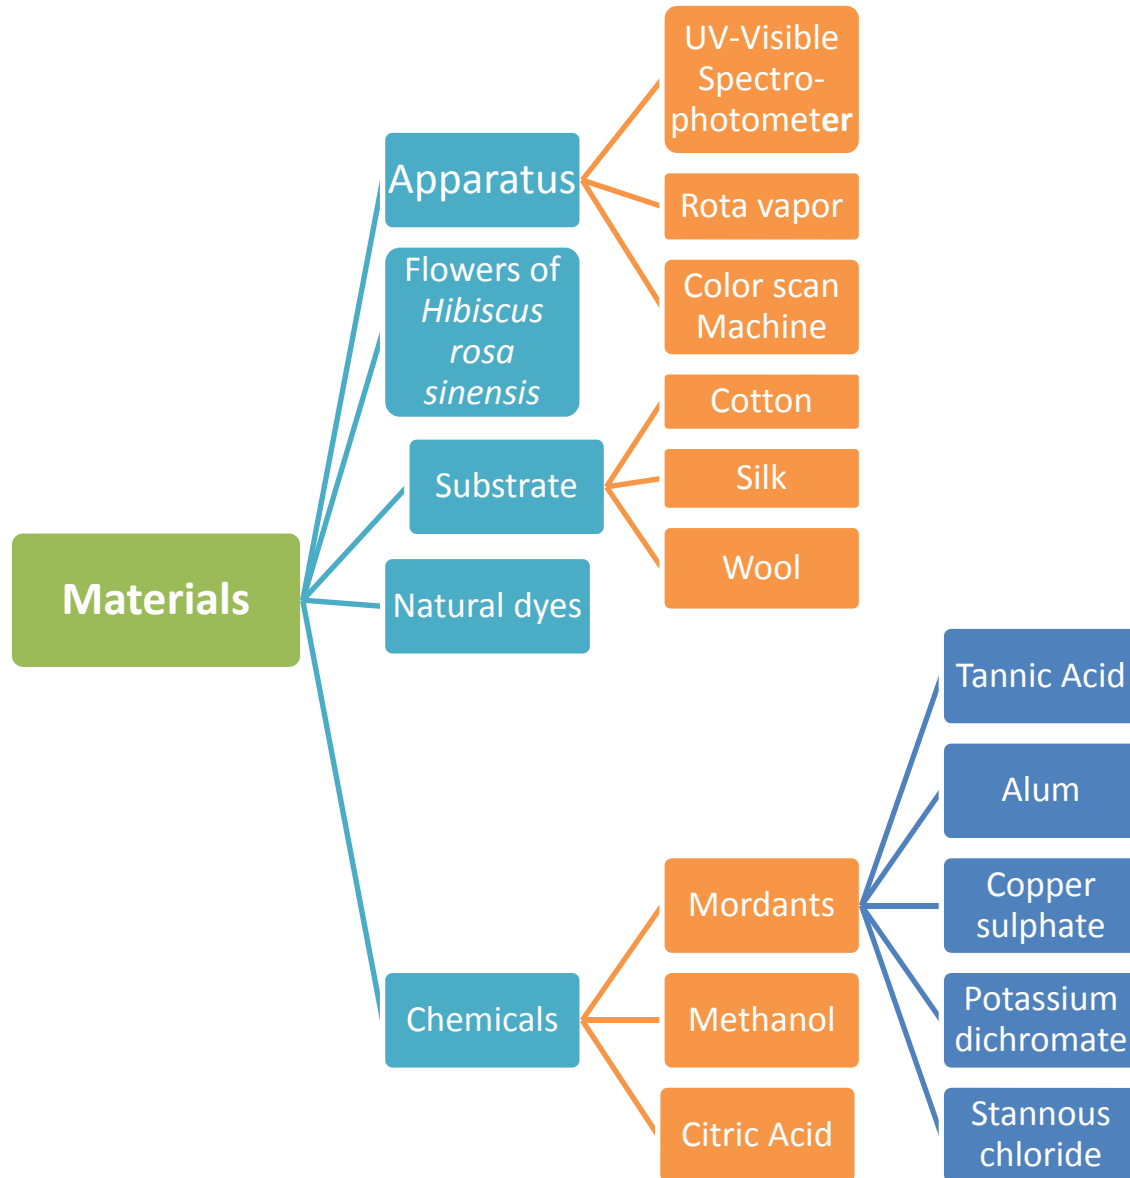 Materials
Apparatus
UV-Visible
Spectro-
photometer
Rota vapor
Color scan
Machine
Flowers of
Hibiscus
rosa
sinensis
Substrate
Cotton
Silk
Wool
Natural dyes
Chemicals
Mordants
Tannic Acid
Alum
Copper
sulphate
Potassium
dichromate
Stannous
chloride
Methanol
Citric Acid